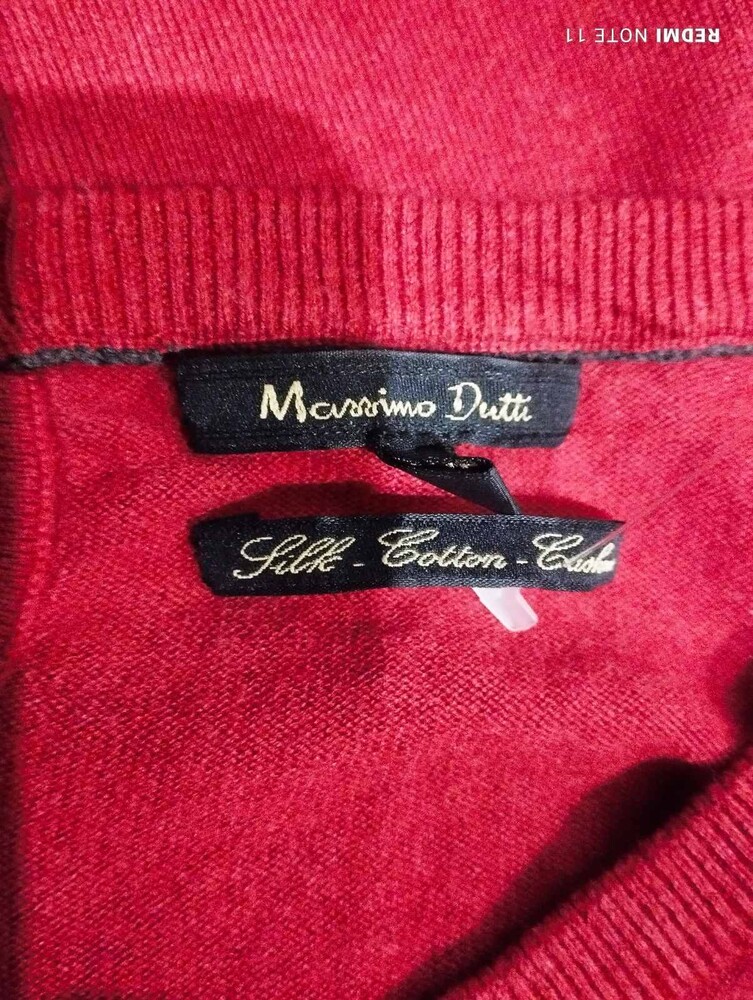 REDMI NOTE 11
Massimo Dutti
Silk - Cotton -